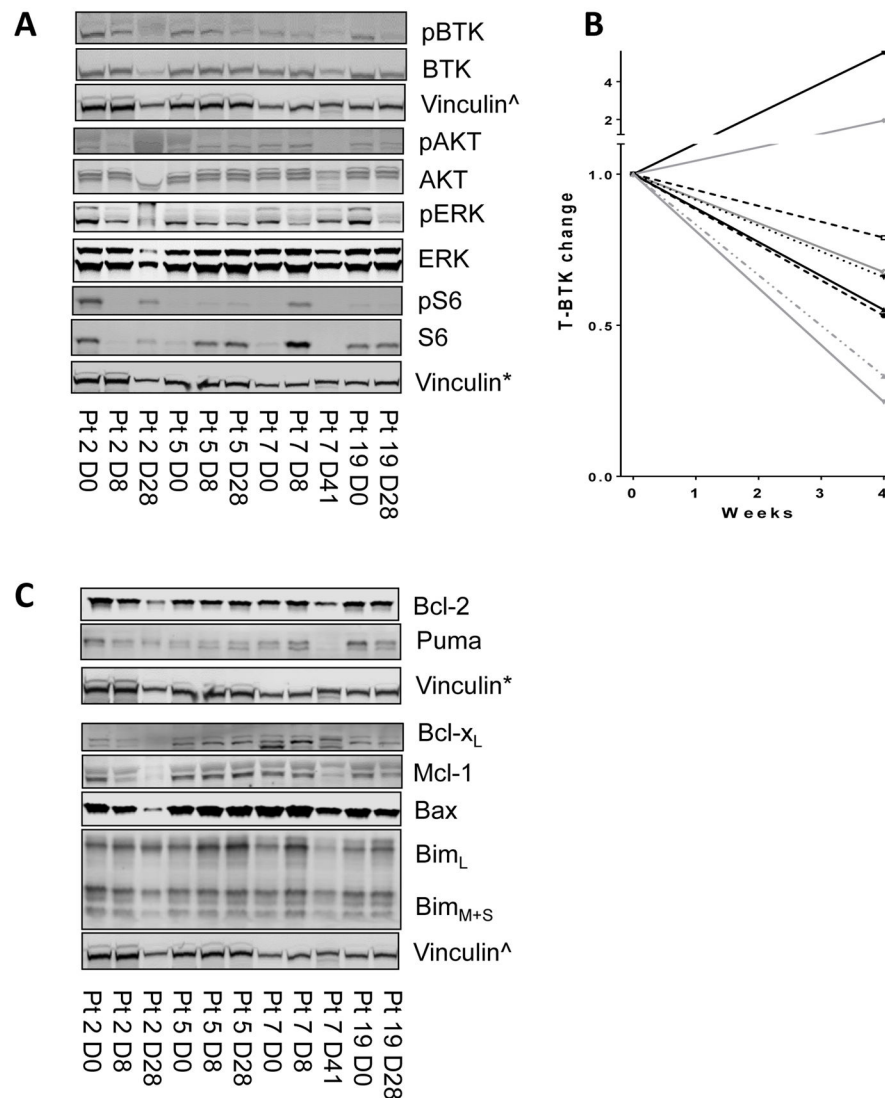 A
pBTK
BTK
Vinculin^
pAKT
AKT
pERK
ERK
pS6
S6
Vinculin*
Pt 2 D0
Pt 2 D8
Pt 2 D28
Pt 5 D0
Pt 5 D8
Pt 5 D28
Pt 7 D0
Pt 7 D8
Pt 7 D41
Pt 19 D0
Pt 19 D28
B
4
2
1.0
0.5
0.0
T-BTK change
0 1 2 3 4
Weeks
C
Bcl-2
Puma
Vinculin*
Bcl-xL
Mcl-1
Bax
BimL
BimM+S
Vinculin^
Pt 2 D0
Pt 2 D8
Pt 2 D28
Pt 5 D0
Pt 5 D8
Pt 5 D28
Pt 7 D0
Pt 7 D8
Pt 7 D41
Pt 19 D0
Pt 19 D28